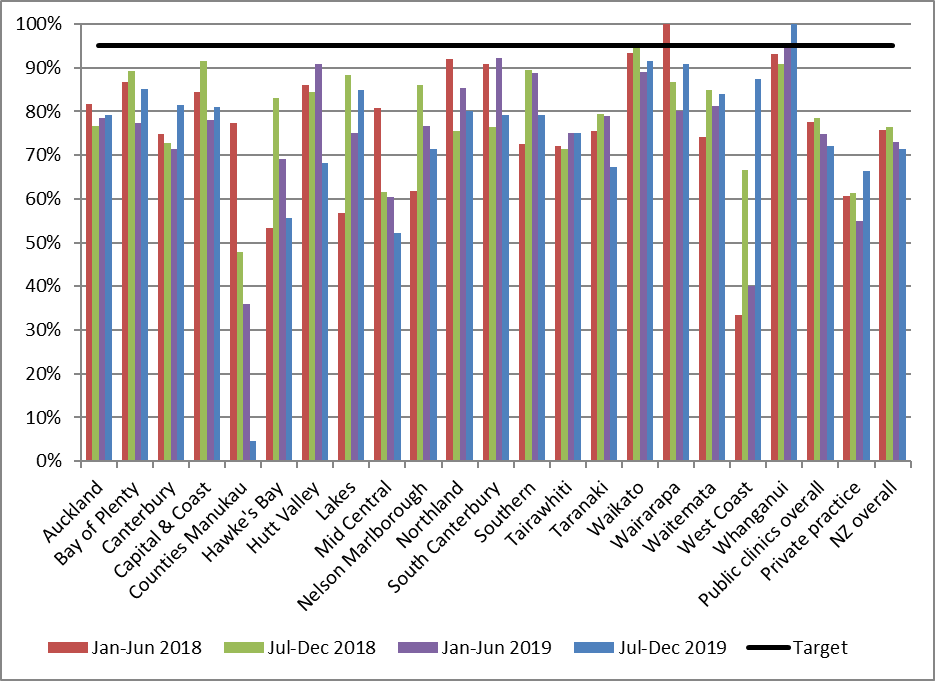 100%
90%
80%
70%
60%
50%
40%
30%
20%
10%
0%
Auckland
Bay of Plenty
Canterbury
Capital & Coast
Counties Manukau
Hawke's Bay
Hutt Valley
Lakes
Mid Central
Nelson Marlborough
Northland
South Canterbury
Southern
Tairawhiti
Taranaki
Waikato
Wairarapa
Waitemata
West Coast
Whanganui
Public clinics overall
Private practice
NZ overall
Jan-Jun 2018 Jul-Dec 2018 Jan-Jun 2019 Jul-Dec 2019 Target